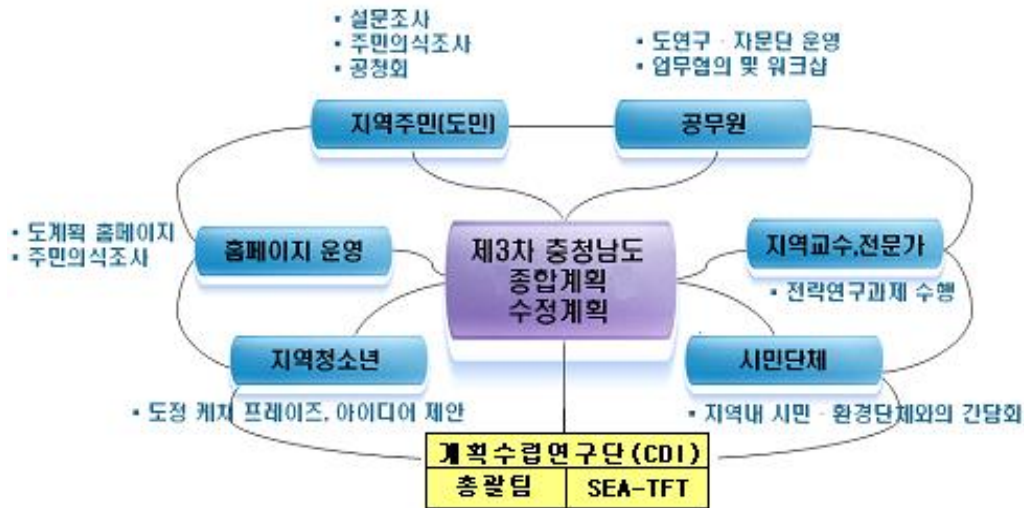 ▪ 설문조사
▪ 주민의식조사
▪ 공청회
▪ 도연구 · 자문단 운영
▪ 업무협의 및 워크샵
지역주민(도민)
공무원
▪ 도계획 홈페이지
▪ 주민의식조사
홈페이지 운영
제3차 충청남도
종합계획
수정계획
지역교수,전문가
▪ 전략연구과제 수행
지역청소년
시민단체
▪ 도정 케치 프레이즈, 아이디어 제안
▪ 지역내 시민 · 환경단체와의 간담회
계획수립연구단(CDI)
총괄팀
SEA-TFT